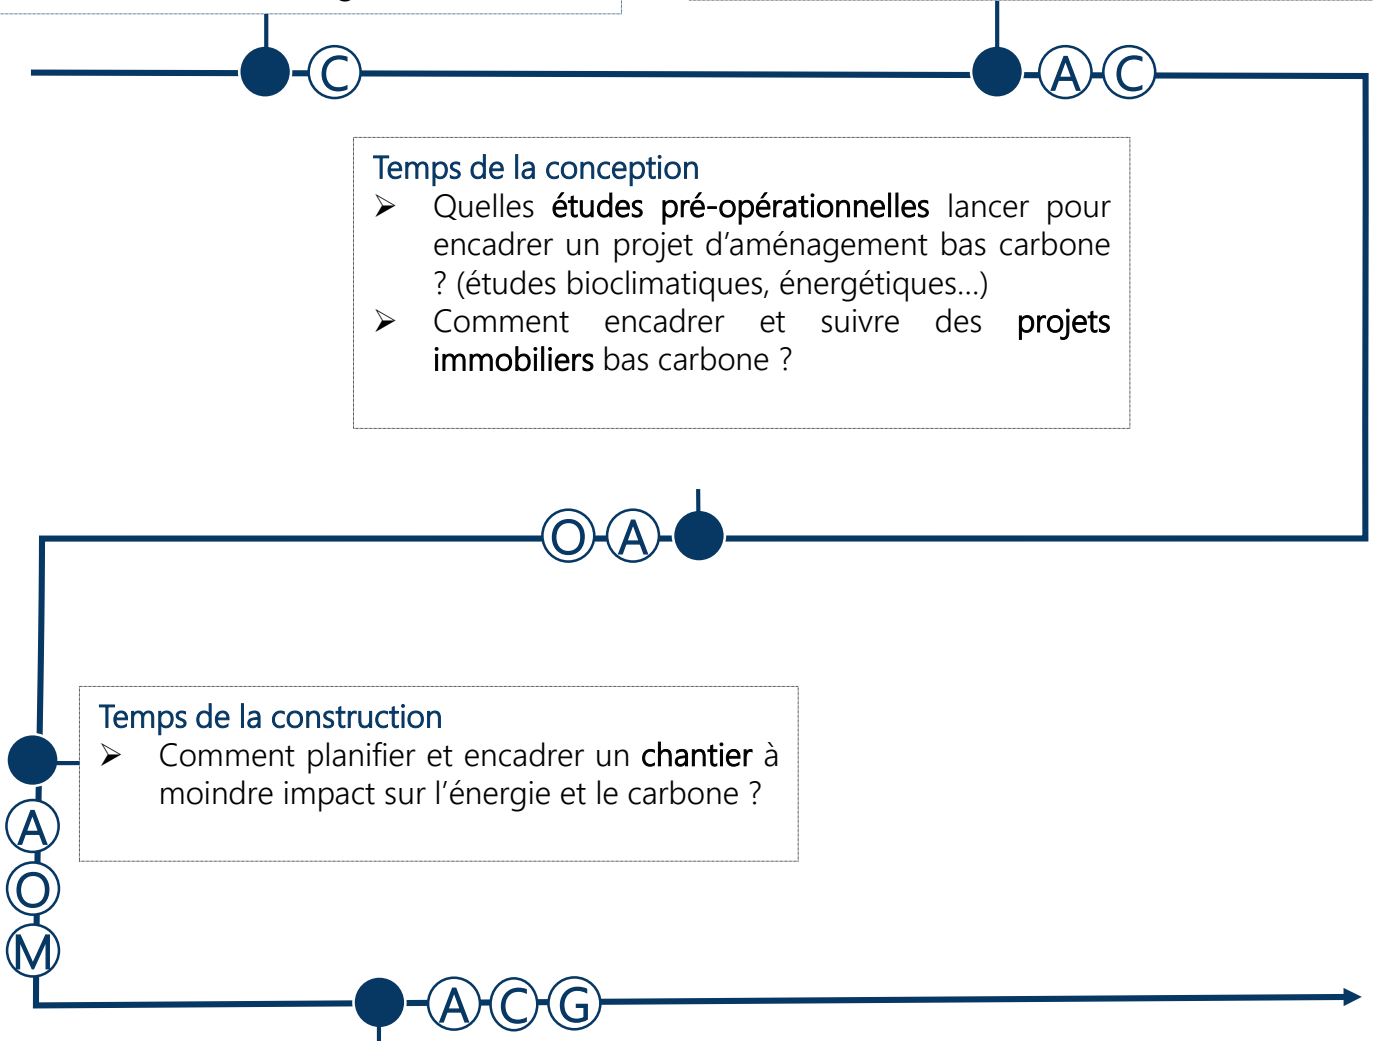 C
A C
Temps de la conception
➢ Quelles études pré-opérationnelles lancer pour
encadrer un projet d’aménagement bas carbone
? (études bioclimatiques, énergétiques…)
➢ Comment encadrer et suivre des projets
immobiliers bas carbone ?
O A
Temps de la construction
➢ Comment planifier et encadrer un chantier à
moindre impact sur l’énergie et le carbone ?
A
O
M
A C G